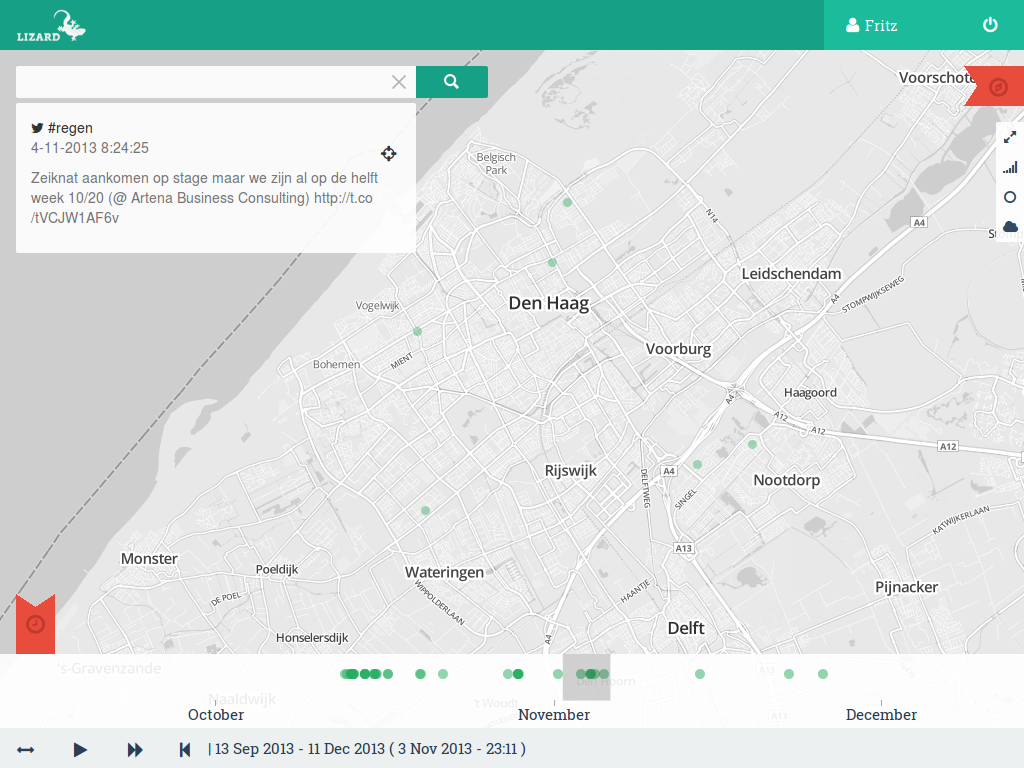 LIZARD
Fritz
#regen
4-11-2013 8:24:25
Zeiknat aankomen op stage maar we zijn al op de helft
week 10/20 (@ Artena Business Consulting) http://t.co
/tVCJW1AF6v
Voorschote
Belgisch
Park
N14
A4
Leidschendam
A4
STOMPWIJKSEWEG
Vogelwijk
Den Haag
Voorburg
Bohemen
MIENT
Haagoord
A4
A12
A12
A12
Rijswijk
A4
DELFTWEG
Nootdorp
SINGEL
KATWIJKERLAAN
A13
Monster
Poeldijk
Wateringen
Pijnacker
DE POEL
WIPPOLDERLAAN
HAANTJE
Honselersdijk
A4
Delft
's-Gravenzande
A13
Den Hoorn
Naaldwijk
't Woudt
A13
October
November
December
| 13 Sep 2013 - 11 Dec 2013 ( 3 Nov 2013 - 23:11 )